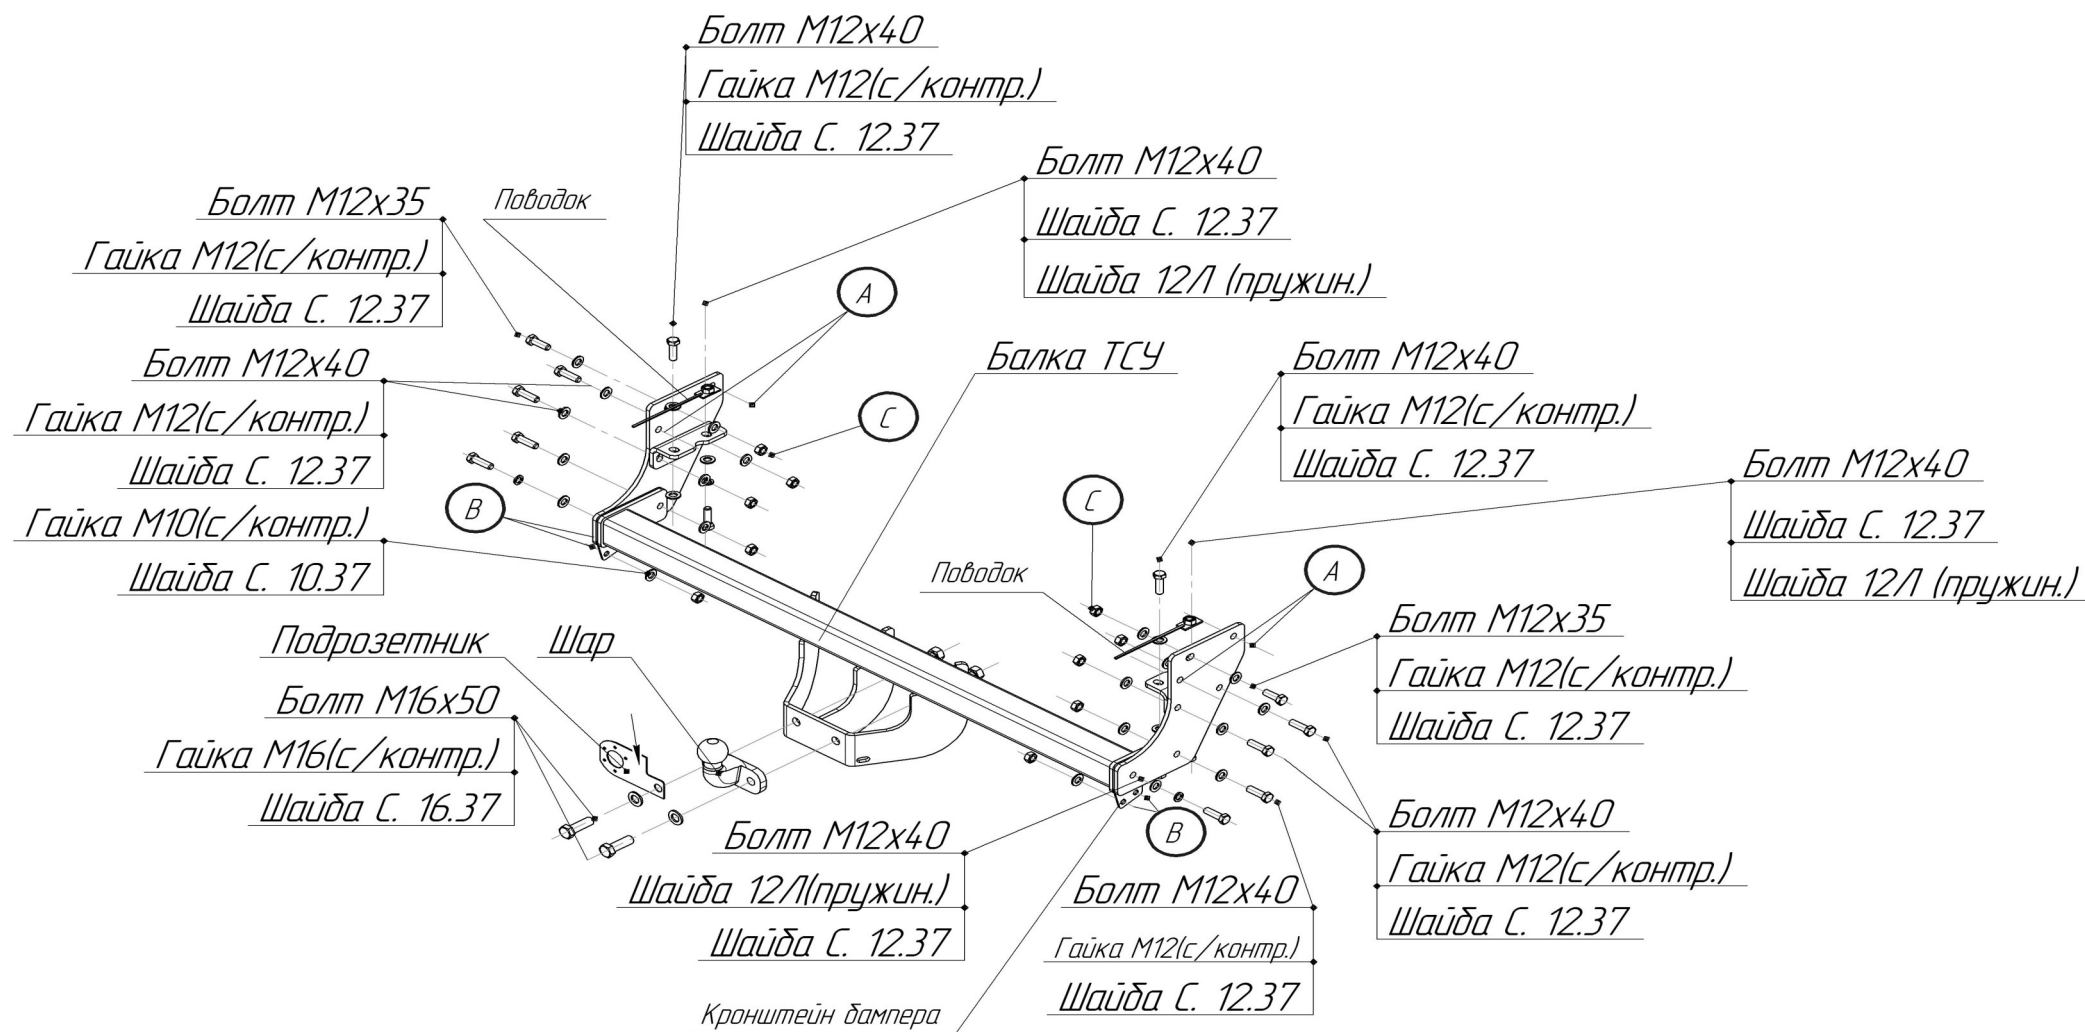 Болт М12х40
Гайка М12(с/контр.)
Шайба С. 12.37
Болт М12х40
Шайба С. 12.37
Шайба 12Л (пружин.)
Болт М12х35
Гайка М12(с/контр.)
Шайба С. 12.37
Поводок
А
Болт М12х40
Гайка М12(с/контр.)
Шайба С. 12.37
Балка ТСУ
С
Болт М12х40
Гайка М12(с/контр.)
Шайба С. 12.37
Болт М12х40
Шайба С. 12.37
Шайба 12Л (пружин.)
Гайка М10(с/контр.)
Шайба С. 10.37
В
С
Поводок
А
Подрозетник
Шар
Болт М16х50
Гайка М16(с/контр.)
Шайба С. 16.37
Болт М12х35
Гайка М12(с/контр.)
Шайба С. 12.37
Болт М12х40
Гайка М12(с/контр.)
Шайба С. 12.37
В
Болт М12х40
Шайба 12Л(пружин.)
Шайба С. 12.37
Болт М12х40
Гайка М12(с/контр.)
Шайба С. 12.37
Кронштейн бампера